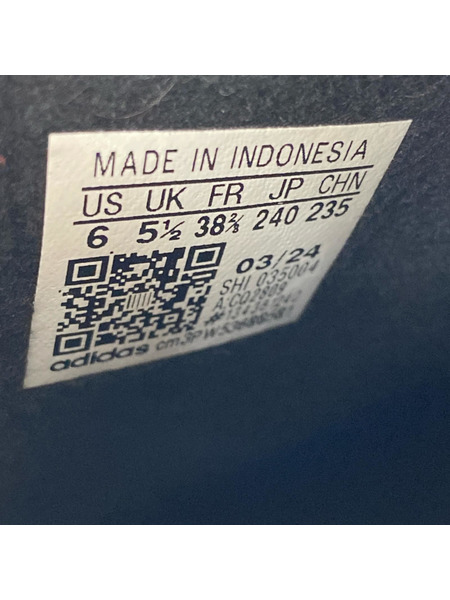 MADE IN INDONESIA
US UK FR JP CHN
6 5½ 38⅔ 240 235
03/24
SHI 035004
adidas